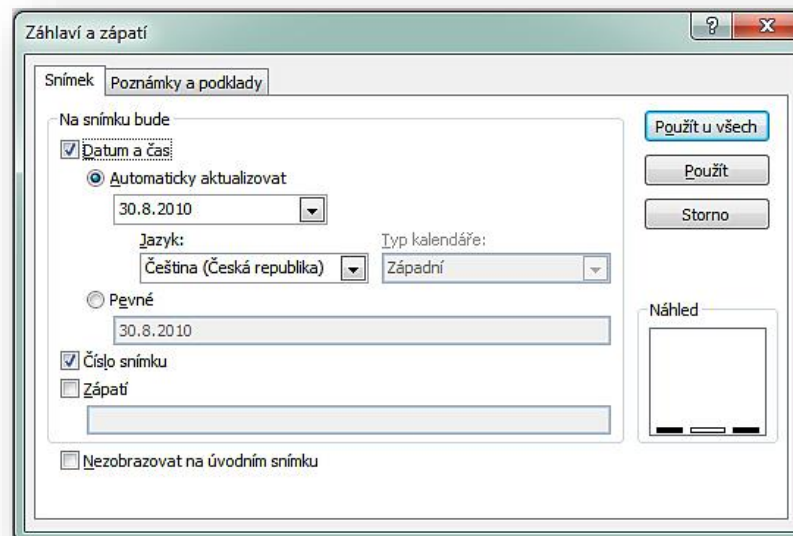 Záhlaví a zápatí
Snímek
Poznámky a podklady
Na snímku bude
Datum a čas
Automaticky aktualizovat
30.8.2010
Jazyk:
Typ kalendáře:
Čeština (Česká republika)
Západní
Pevné
30.8.2010
Číslo snímku
Zápatí
Nezobrazovat na úvodním snímku
Použít u všech
Použít
Storno
Náhled